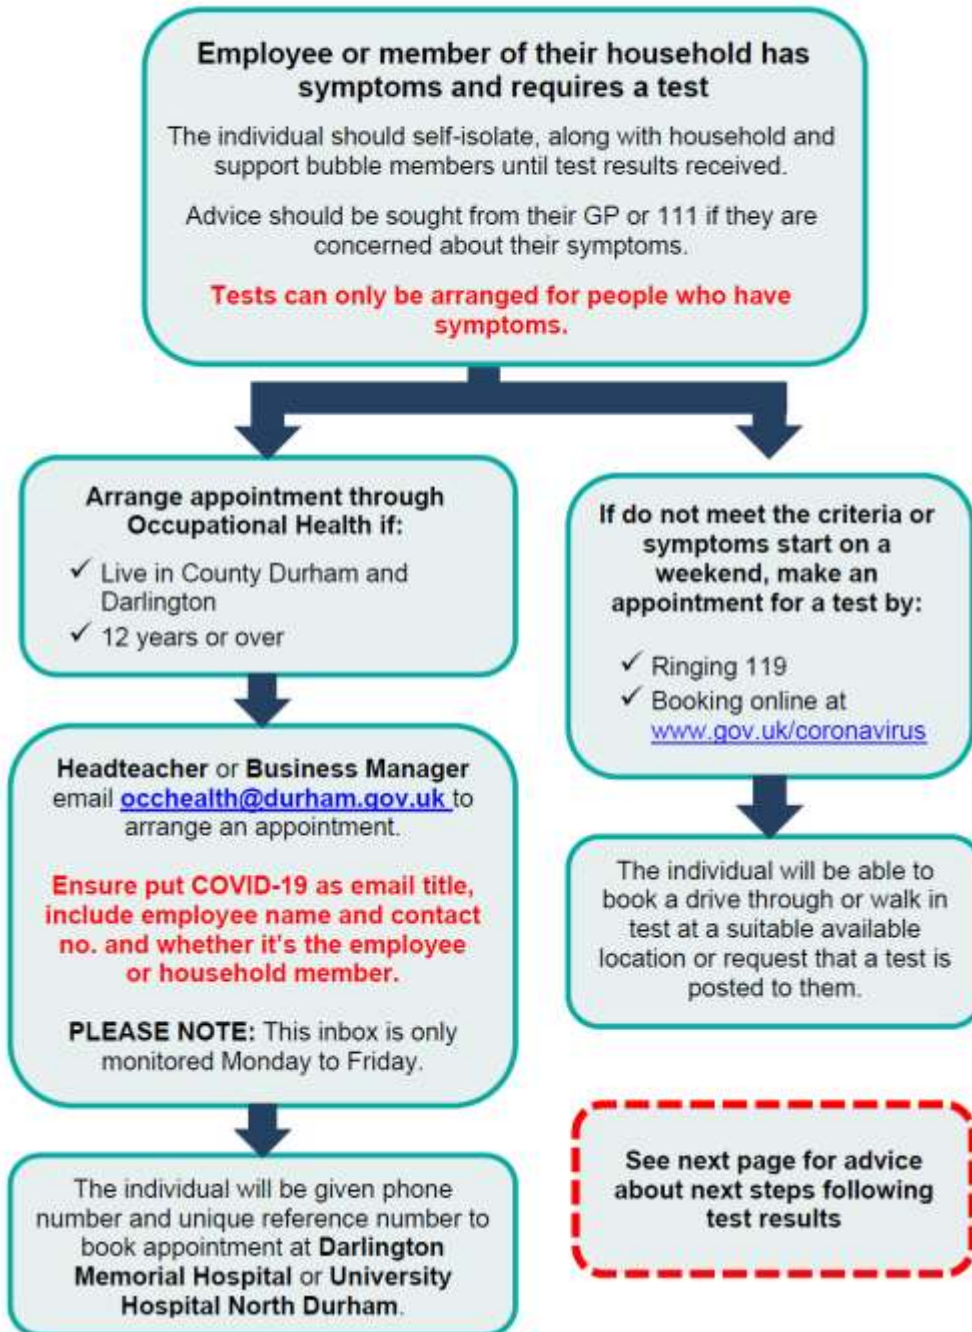 Employee or member of their household has
symptoms and requires a test
The individual should self-isolate, along with household and
support bubble members until test results received.
Advice should be sought from their GP or 111 if they are
concerned about their symptoms.
Tests can only be arranged for people who have
symptoms.
Arrange appointment through
Occupational Health if:
✓ Live in County Durham and
Darlington
✓ 12 years or over
Headteacher or Business Manager
email occhealth@durham.gov.uk to
arrange an appointment.
Ensure put COVID-19 as email title,
include employee name and contact
no. and whether it's the employee
or household member.
PLEASE NOTE: This inbox is only
monitored Monday to Friday.
The individual will be given phone
number and unique reference number to
book appointment at Darlington
Memorial Hospital or University
Hospital North Durham.
If do not meet the criteria or
symptoms start on a
weekend, make an
appointment for a test by:
✓ Ringing 119
✓ Booking online at
www.gov.uk/coronavirus
The individual will be able to
book a drive through or walk in
test at a suitable available
location or request that a test is
posted to them.
See next page for advice
about next steps following
test results